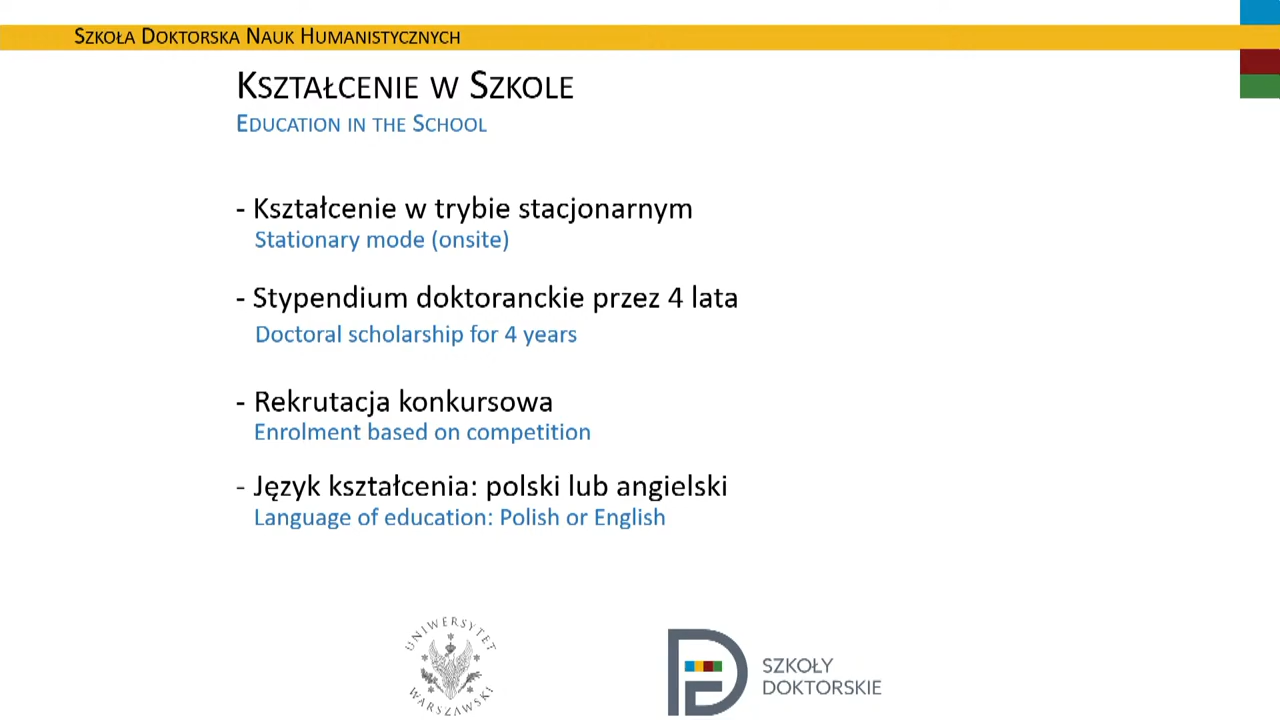 Szkoła Doktorska Nauk Humanistycznych
Kształcenie w Szkole
Education in the School
- Kształcenie w trybie stacjonarnym
Stationary mode (onsite)
- Stypendium doktoranckie przez 4 lata
Doctoral scholarship for 4 years
- Rekrutacja konkursowa
Enrolment based on competition
- Język kształcenia: polski lub angielski
Language of education: Polish or English
UNIWERSYTET
WARSZAWSKI
SZKOŁY
DOKTORSKIE